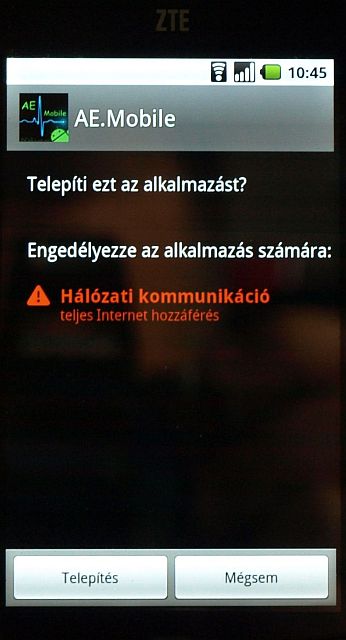 ZTE
10:45
AE
Mobile
AE.Mobile
Telepíti ezt az alkalmazást?
Engedélyezze az alkalmazás számára:
Hálózati kommunikáció
teljes Internet hozzáférés
Telepítés
Mégsem